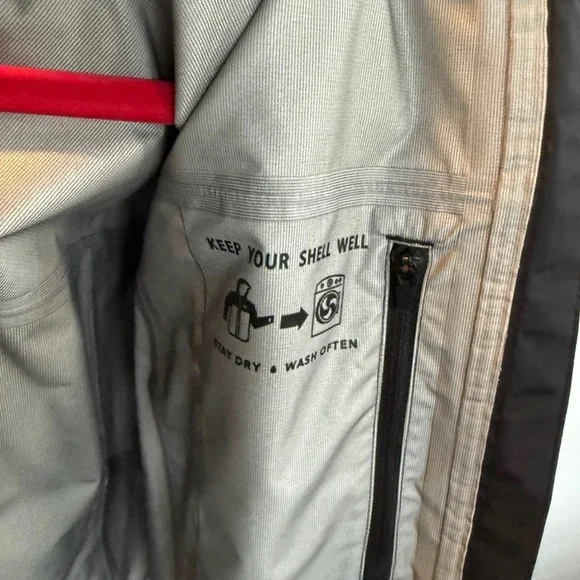 KEEP YOUR SHELL WELL
STAY DRY WASH OFTEN